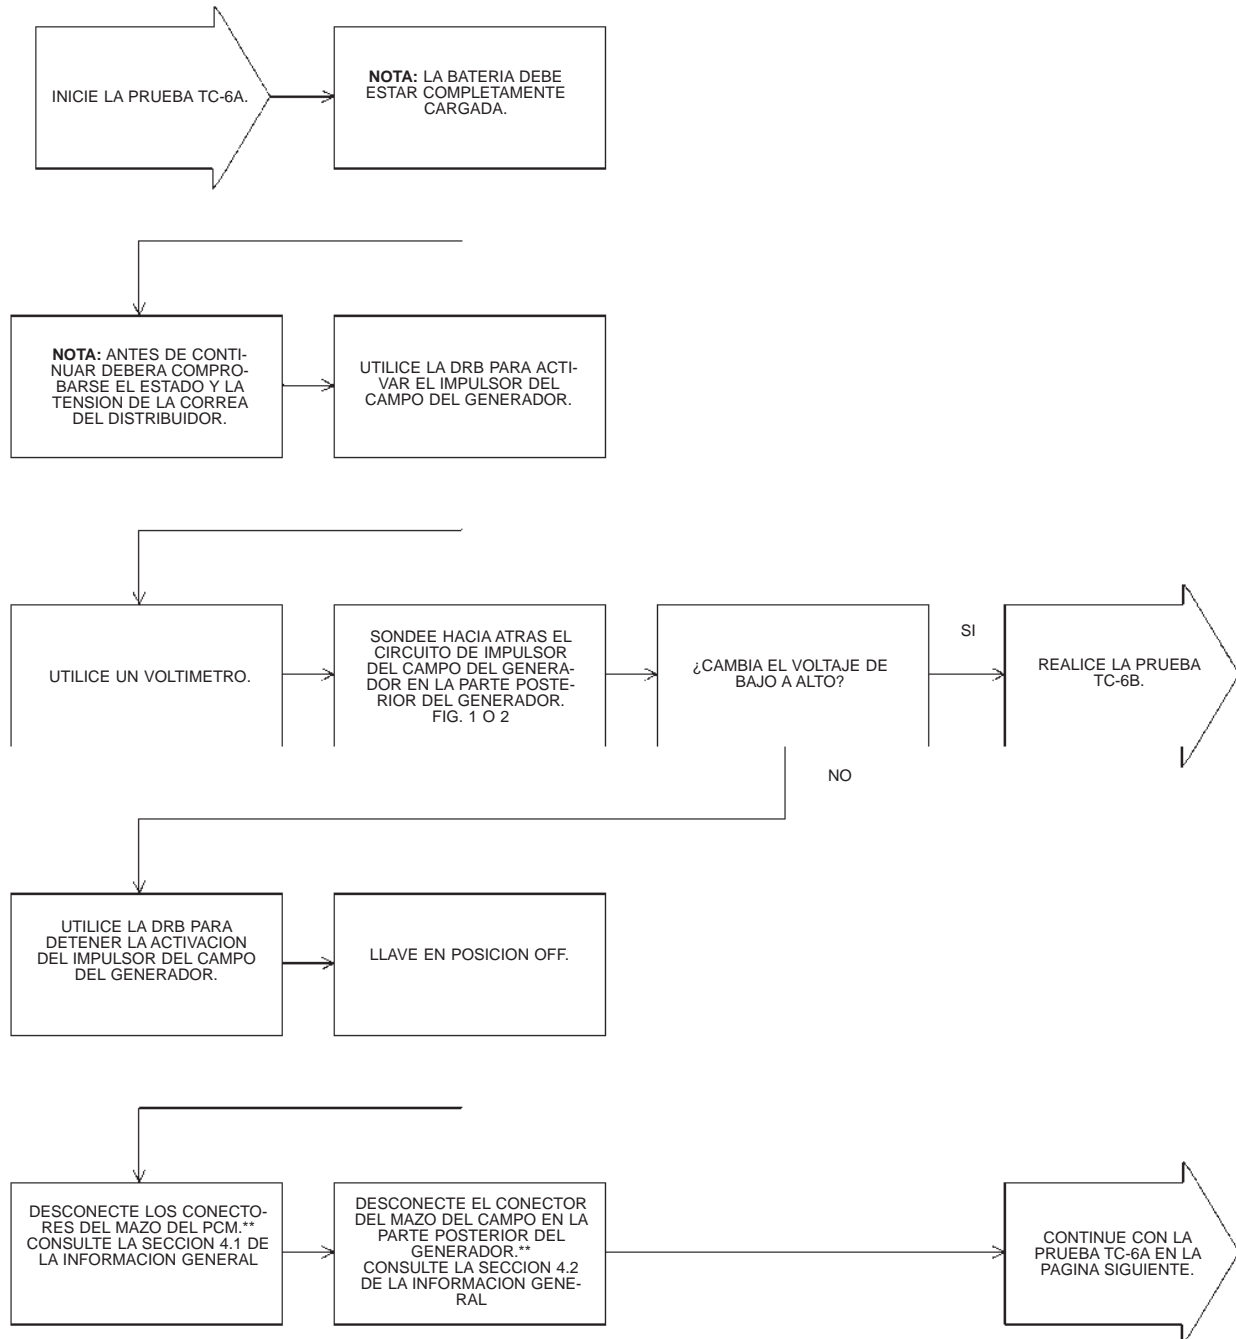 INICIE LA PRUEBA TC-6A.
NOTA: LA BATERIA DEBE
ESTAR COMPLETAMENTE
CARGADA.
NOTA: ANTES DE CONTI-
NUAR DEBERA COMPRO-
BARSE EL ESTADO Y LA
TENSION DE LA CORREA
DEL DISTRIBUIDOR.
UTILICE LA DRB PARA ACTI-
VAR EL IMPULSOR DEL
CAMPO DEL GENERADOR.
UTILICE UN VOLTIMETRO.
SONDEE HACIA ATRAS EL
CIRCUITO DE IMPULSOR
DEL CAMPO DEL GENERA-
DOR EN LA PARTE POSTE-
RIOR DEL GENERADOR.
FIG. 1 O 2
¿CAMBIA EL VOLTAJE DE
BAJO A ALTO?
SI
REALICE LA PRUEBA
TC-6B.
NO
UTILICE LA DRB PARA
DETENER LA ACTIVACION
DEL IMPULSOR DEL CAMPO
DEL GENERADOR.
LLAVE EN POSICION OFF.
DESCONECTE LOS CONECTO-
RES DEL MAZO DEL PCM.**
CONSULTE LA SECCION 4.1 DE
LA INFORMACION GENERAL
DESCONECTE EL CONECTOR
DEL MAZO DEL CAMPO EN LA
PARTE POSTERIOR DEL
GENERADOR.**
CONSULTE LA SECCION 4.2
DE LA INFORMACION GENE-
RAL
CONTINUE CON LA
PRUEBA TC-6A EN LA
PAGINA SIGUIENTE.